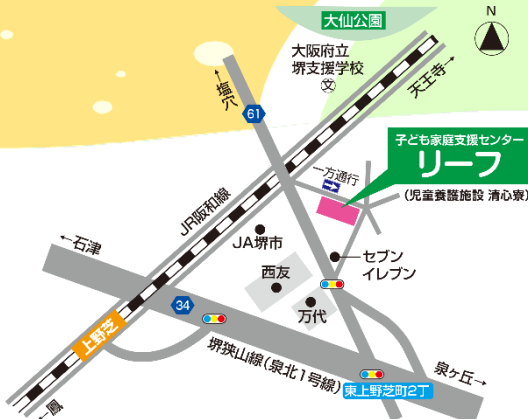 N
大仙公園
大阪府立
堺支援学校
文
←塩穴
天王寺→
61
子ども家庭支援センター
リーフ
(児童養護施設 清心寮)
一方通行
→
JR阪和線
JA堺市
セブン
イレブン
←石津
西友
万代
34
上野芝
堺狭山線(泉北1号線)
泉ヶ丘→
東上野芝町2丁
←鳳